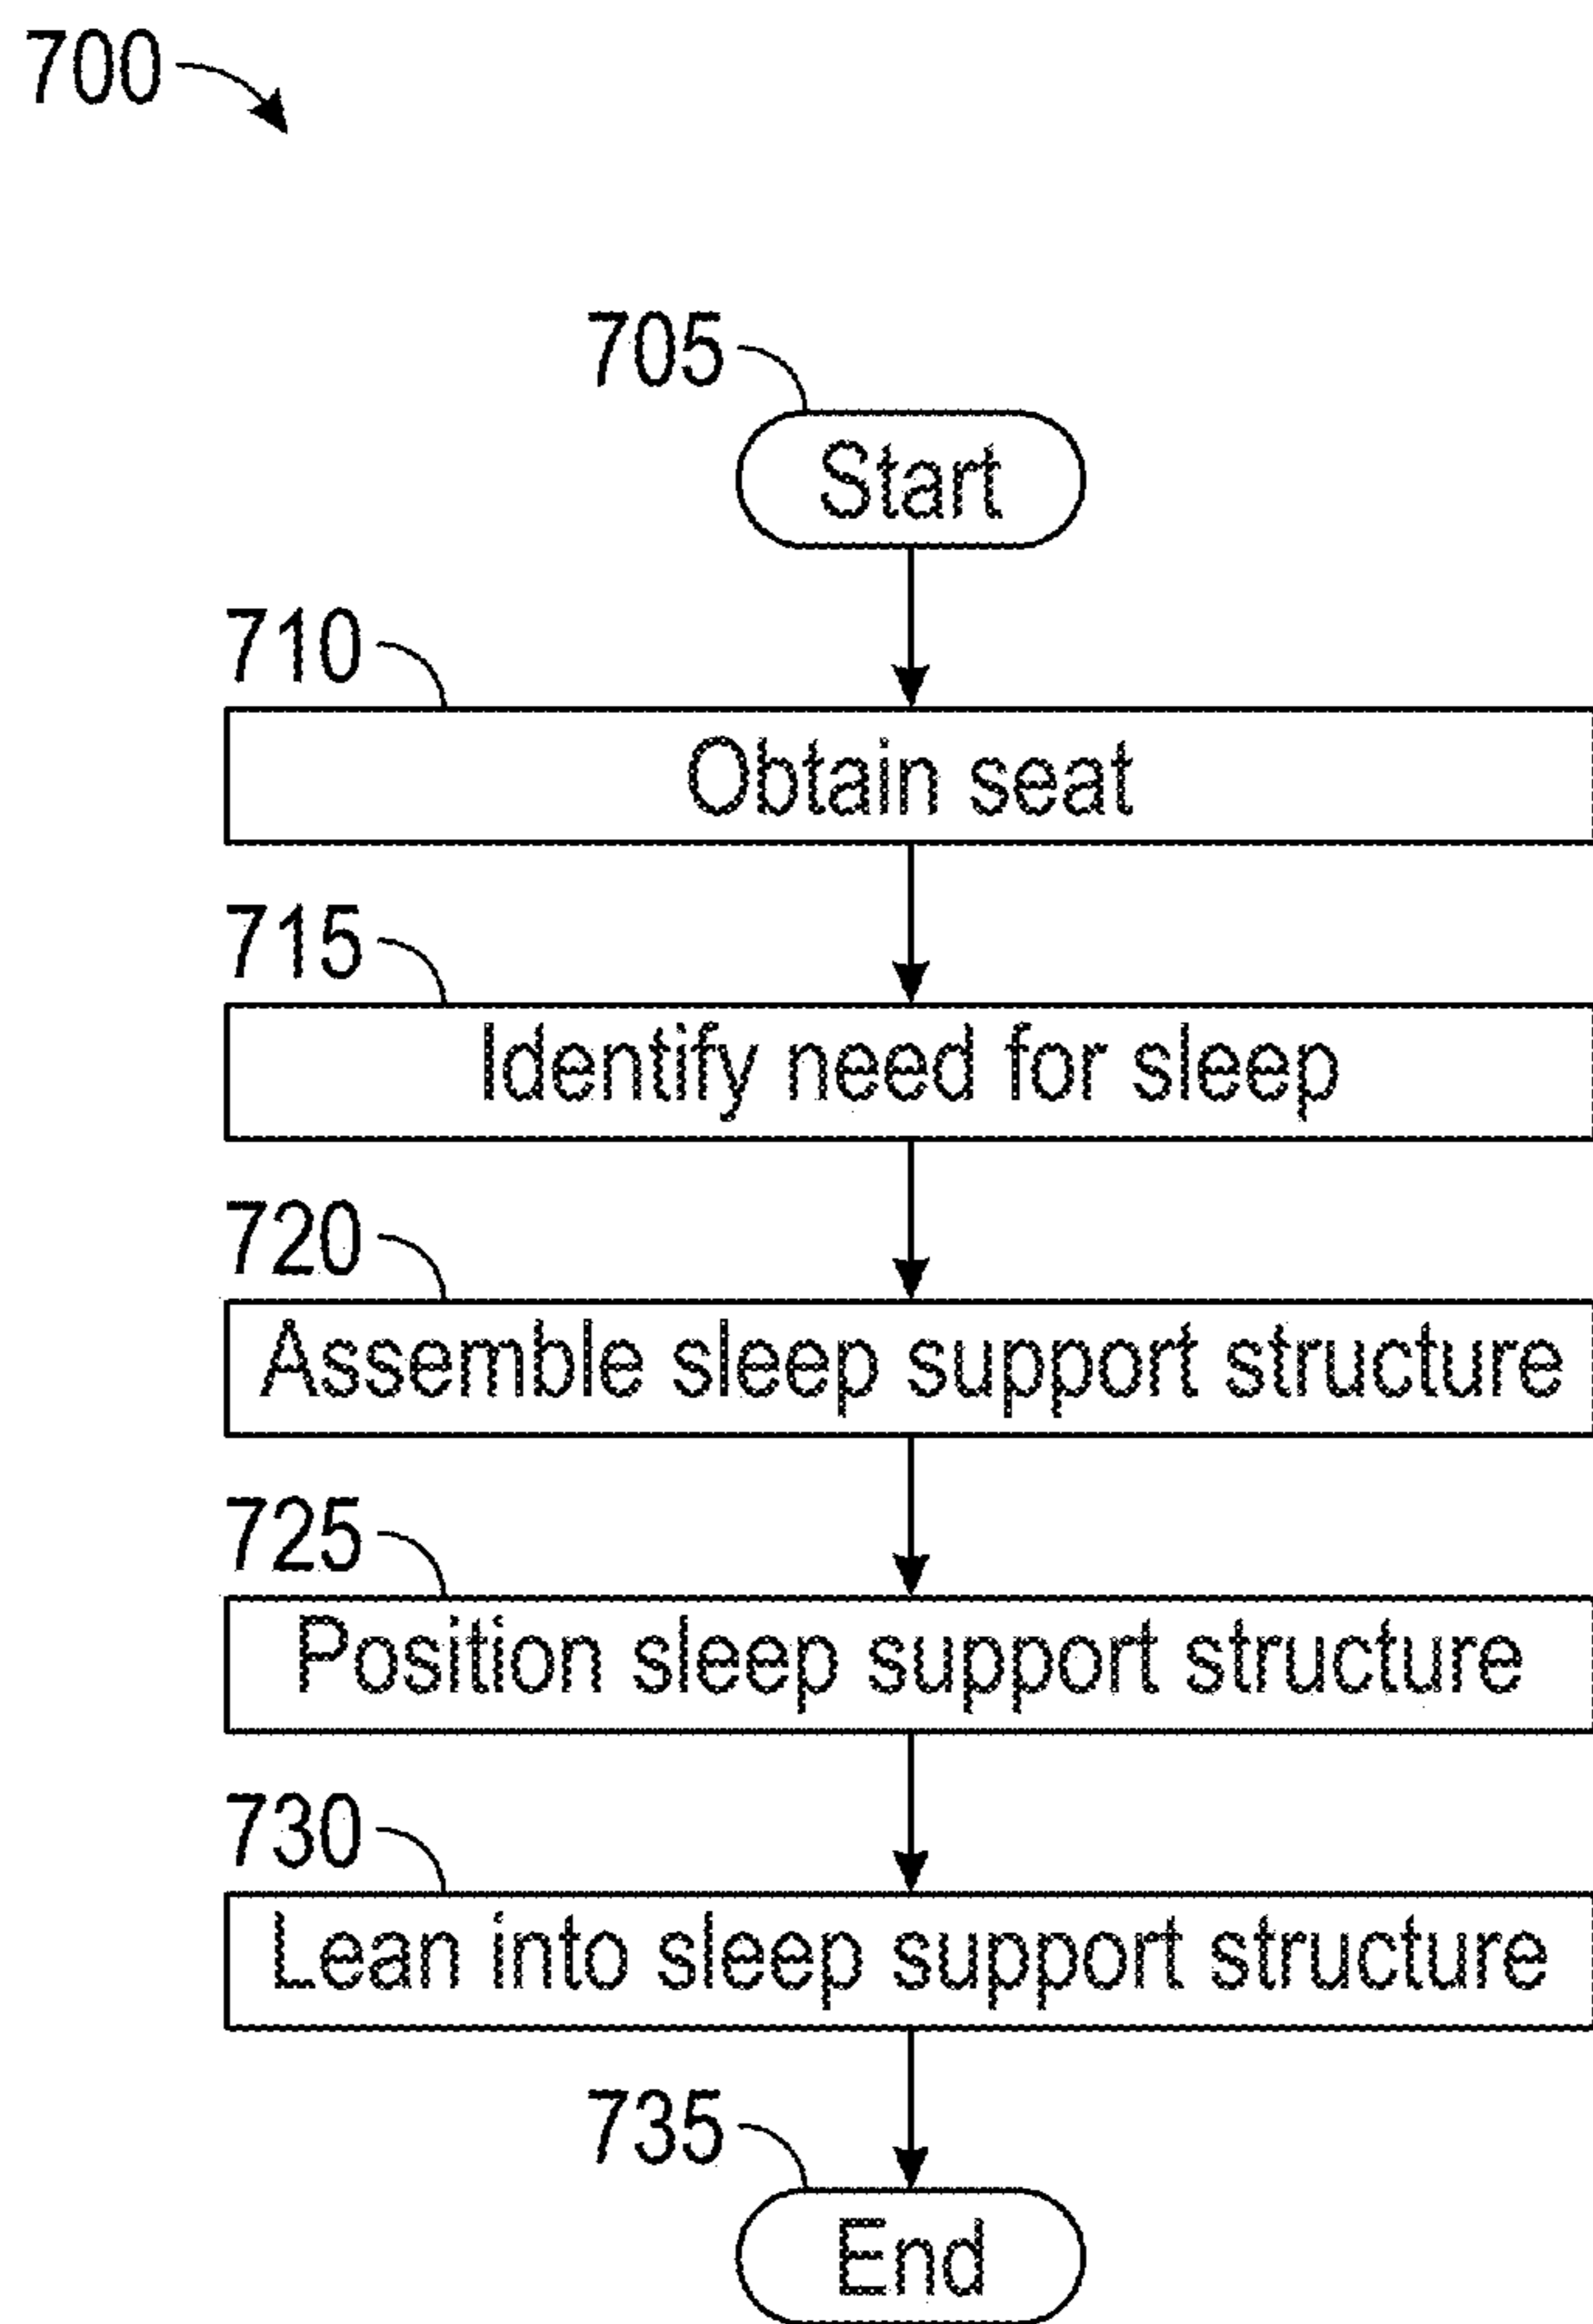 700
705
Start
710
Obtain seat
715
Identify need for sleep
720
Assemble sleep support structure
725
Position sleep support structure
730
Lean into sleep support structure
735
End